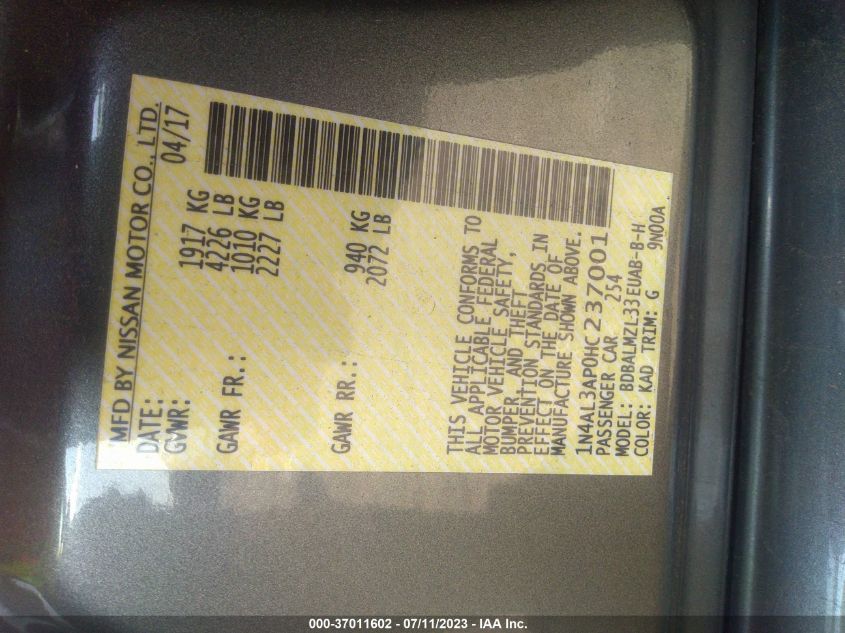 MFD BY NISSAN MOTOR CO., LTD.
DATE: 04/17
GVWR: 1917 KG
4226 LB
GAWR FR.: 1010 KG
2227 LB
GAWR RR.: 940 KG
2072 LB
THIS VEHICLE CONFORMS TO
ALL APPLICABLE FEDERAL
MOTOR VEHICLE SAFETY,
BUMPER, AND THEFT
PREVENTION STANDARDS IN
EFFECT ON THE DATE OF
MANUFACTURE SHOWN ABOVE.
1N4AL3AP0HC237001
PASSENGER CAR 254
MODEL: BDBALMZL33EUAB-B-H
COLOR: KAD TRIM: G 9N00A
000-37011602 - 07/11/2023 - IAA Inc.